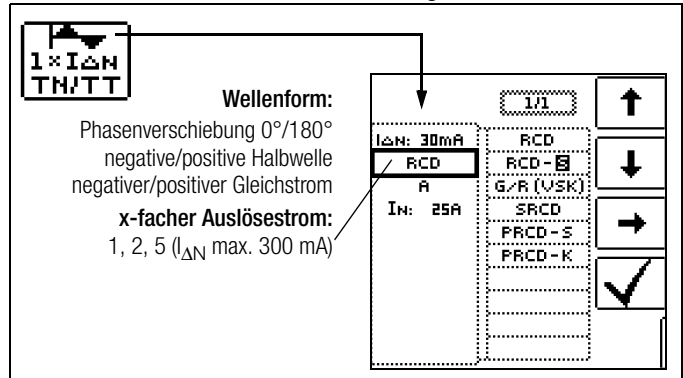 1×IΔN
TN/TT
Wellenform:
Phasenverschiebung 0°/180°
negative/positive Halbwelle
negativer/positiver Gleichstrom
x-facher Auslösestrom:
1, 2, 5 (IΔN max. 300 mA)
1/1
IΔN: 30mA
RCD
A
IN: 25A
RCD
RCD-S
G/R (VSK)
SRCD
PRCD-S
PRCD-K